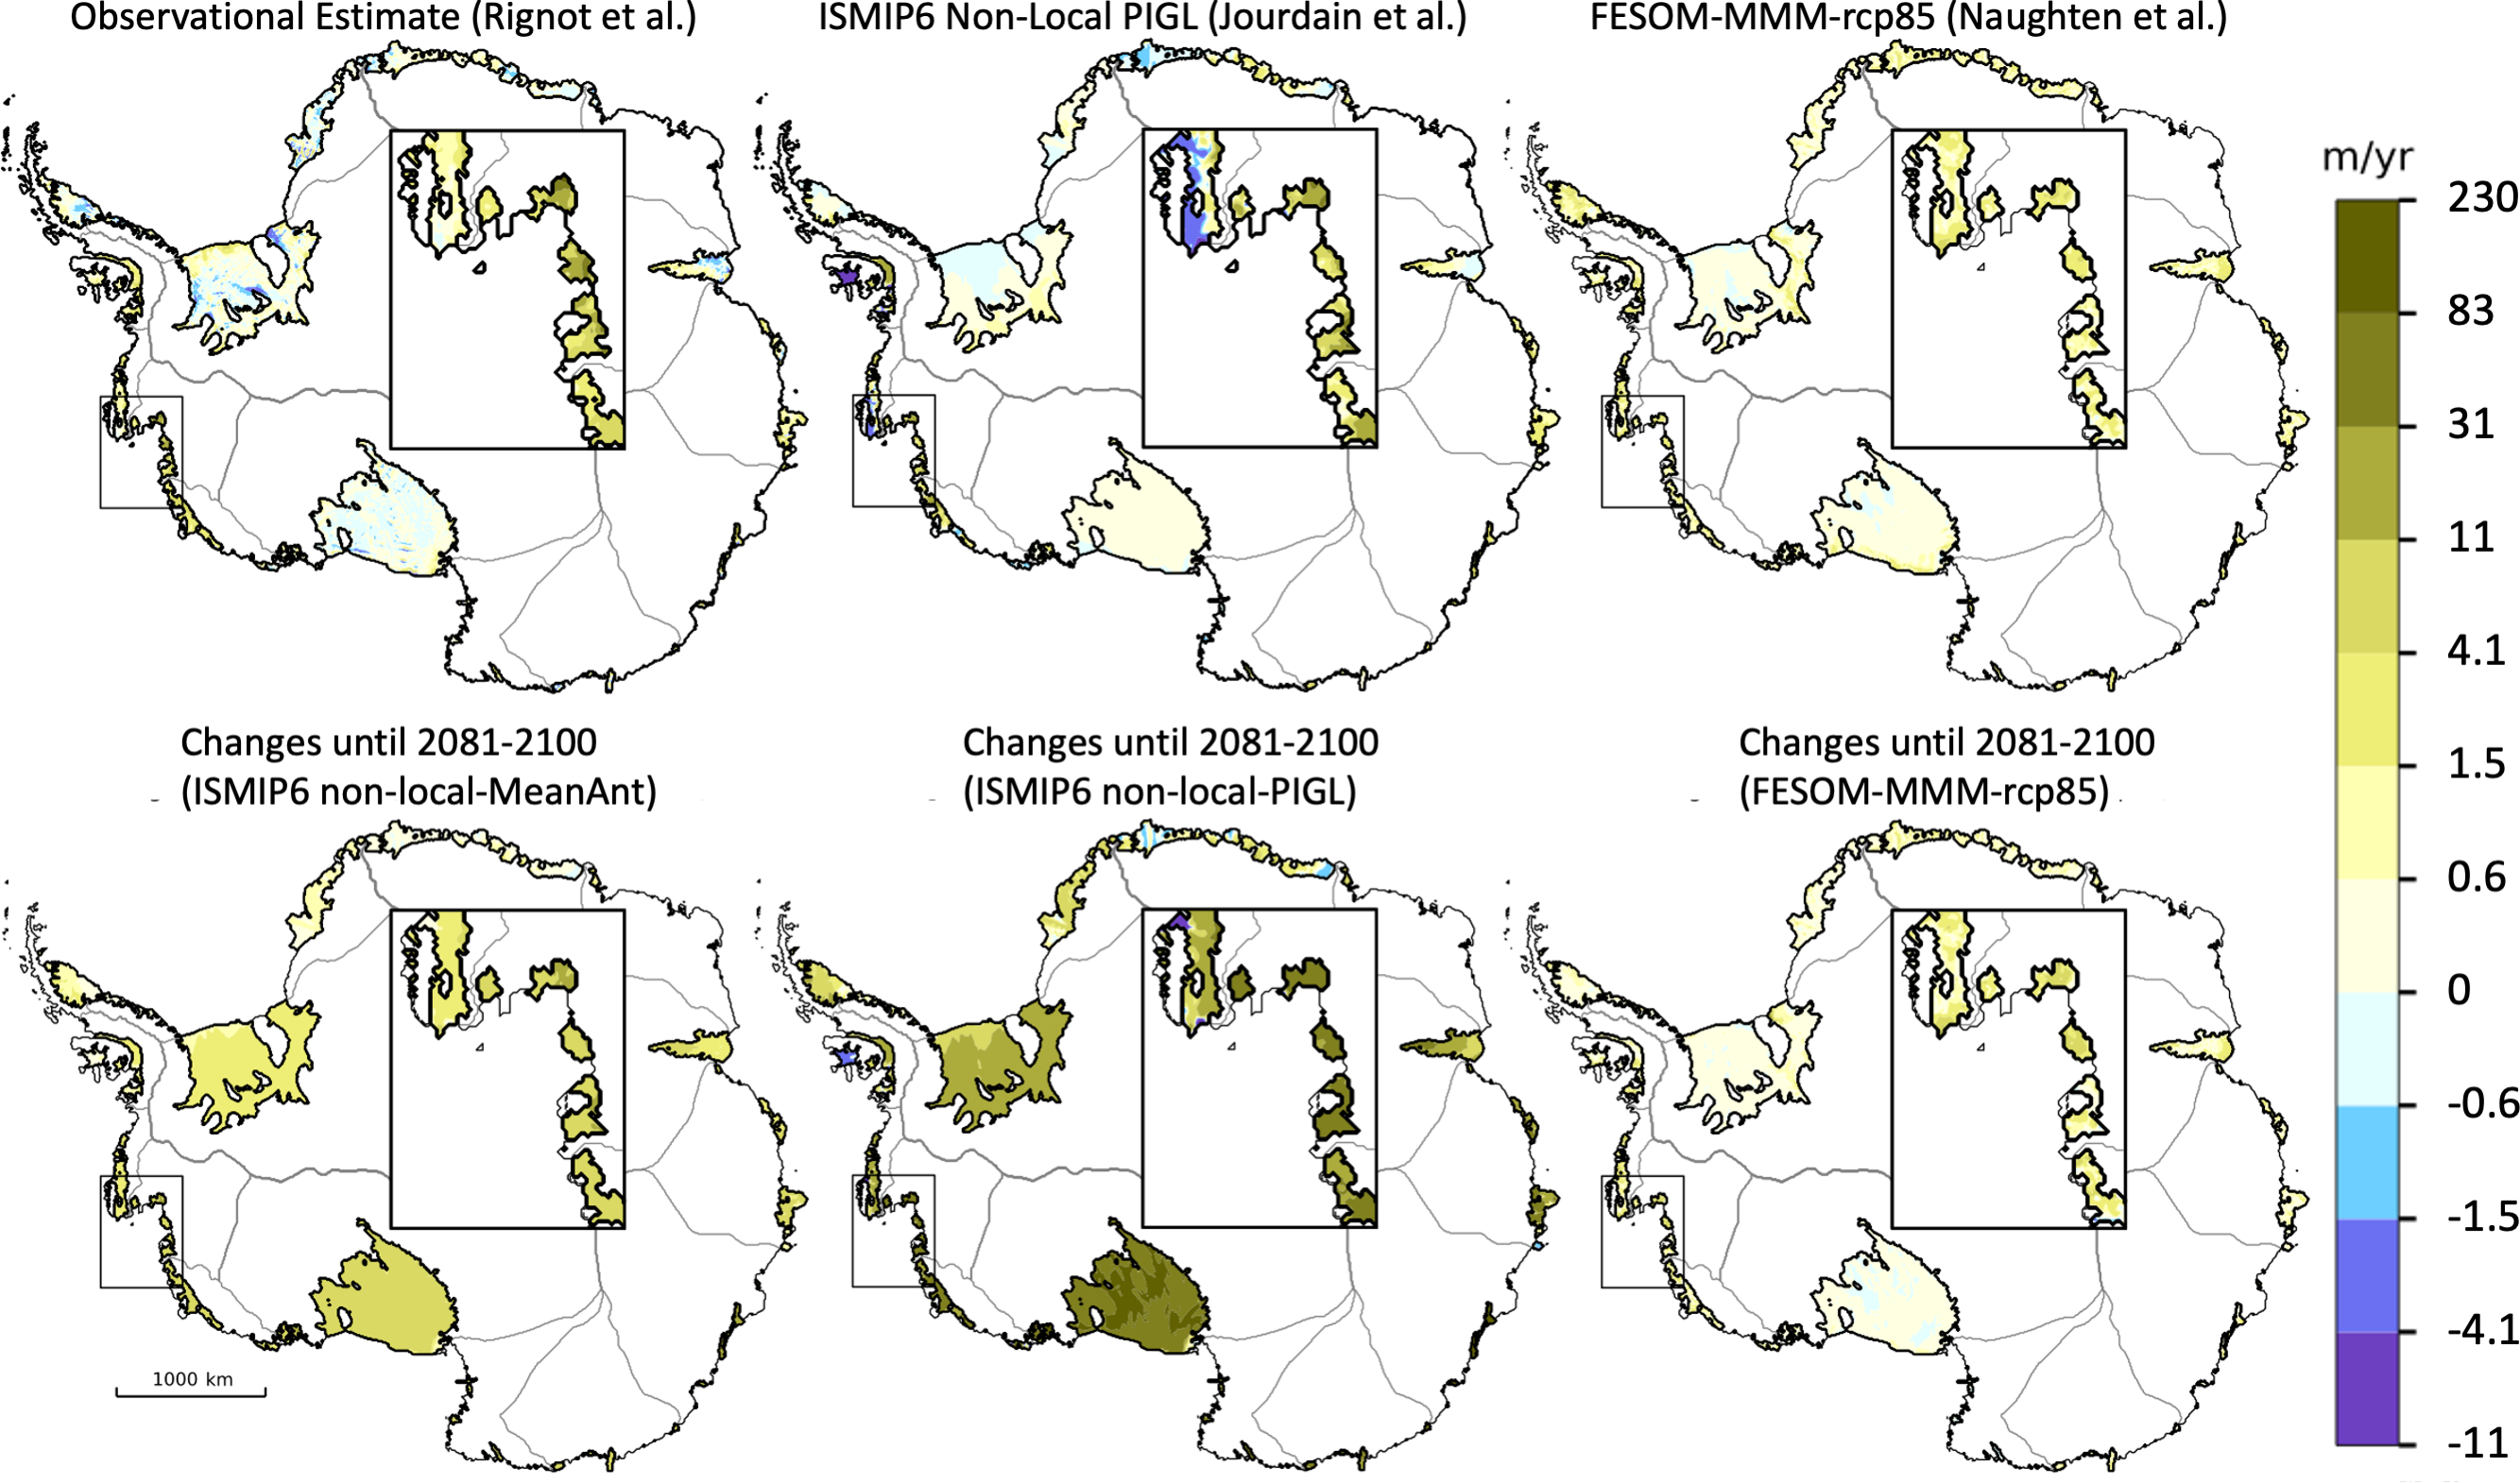 Observational Estimate (Rignot et al.)
ISMIP6 Non-Local PIGL (Jourdain et al.)
FESOM-MMM-rcp85 (Naughten et al.)
m/yr
230
83
31
11
4.1
1.5
0.6
0
-0.6
-1.5
-4.1
-11
Changes until 2081-2100
(ISMIP6 non-local-MeanAnt)
Changes until 2081-2100
(ISMIP6 non-local-PIGL)
Changes until 2081-2100
(FESOM-MMM-rcp85)
1000 km